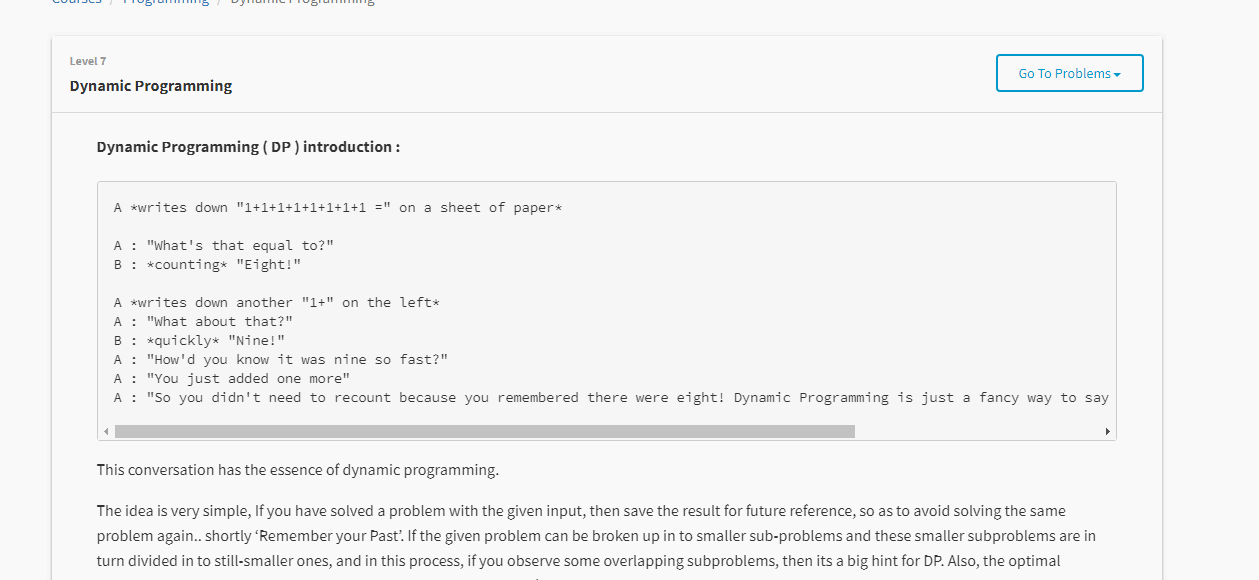 Courses / Programming / Dynamic Programming
Level 7
Dynamic Programming
Go To Problems
Dynamic Programming ( DP ) introduction :
A *writes down "1+1+1+1+1+1+1+1 =" on a sheet of paper*
A : "What's that equal to?"
B : *counting* "Eight!"
A *writes down another "1+" on the left*
A : "What about that?"
B : *quickly* "Nine!"
A : "How'd you know it was nine so fast?"
A : "You just added one more"
A : "So you didn't need to recount because you remembered there were eight! Dynamic Programming is just a fancy way to say
This conversation has the essence of dynamic programming.
The idea is very simple, If you have solved a problem with the given input, then save the result for future reference, so as to avoid solving the same
problem again.. shortly ‘Remember your Past’. If the given problem can be broken up in to smaller sub-problems and these smaller subproblems are in
turn divided in to still-smaller ones, and in this process, if you observe some overlapping subproblems, then its a big hint for DP. Also, the optimal